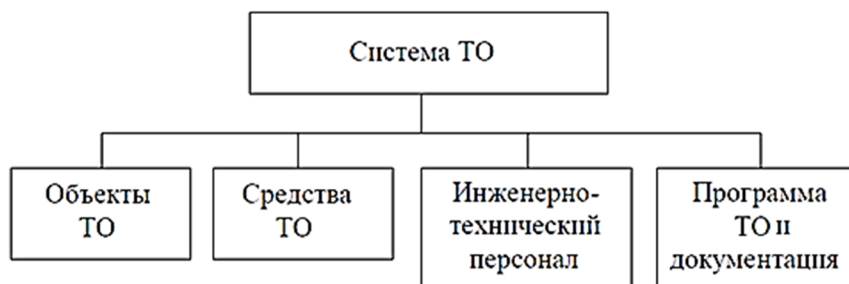 Система ТО
Объекты
ТО
Средства
ТО
Инженерно-
технический
персонал
Программа
ТО и
документация